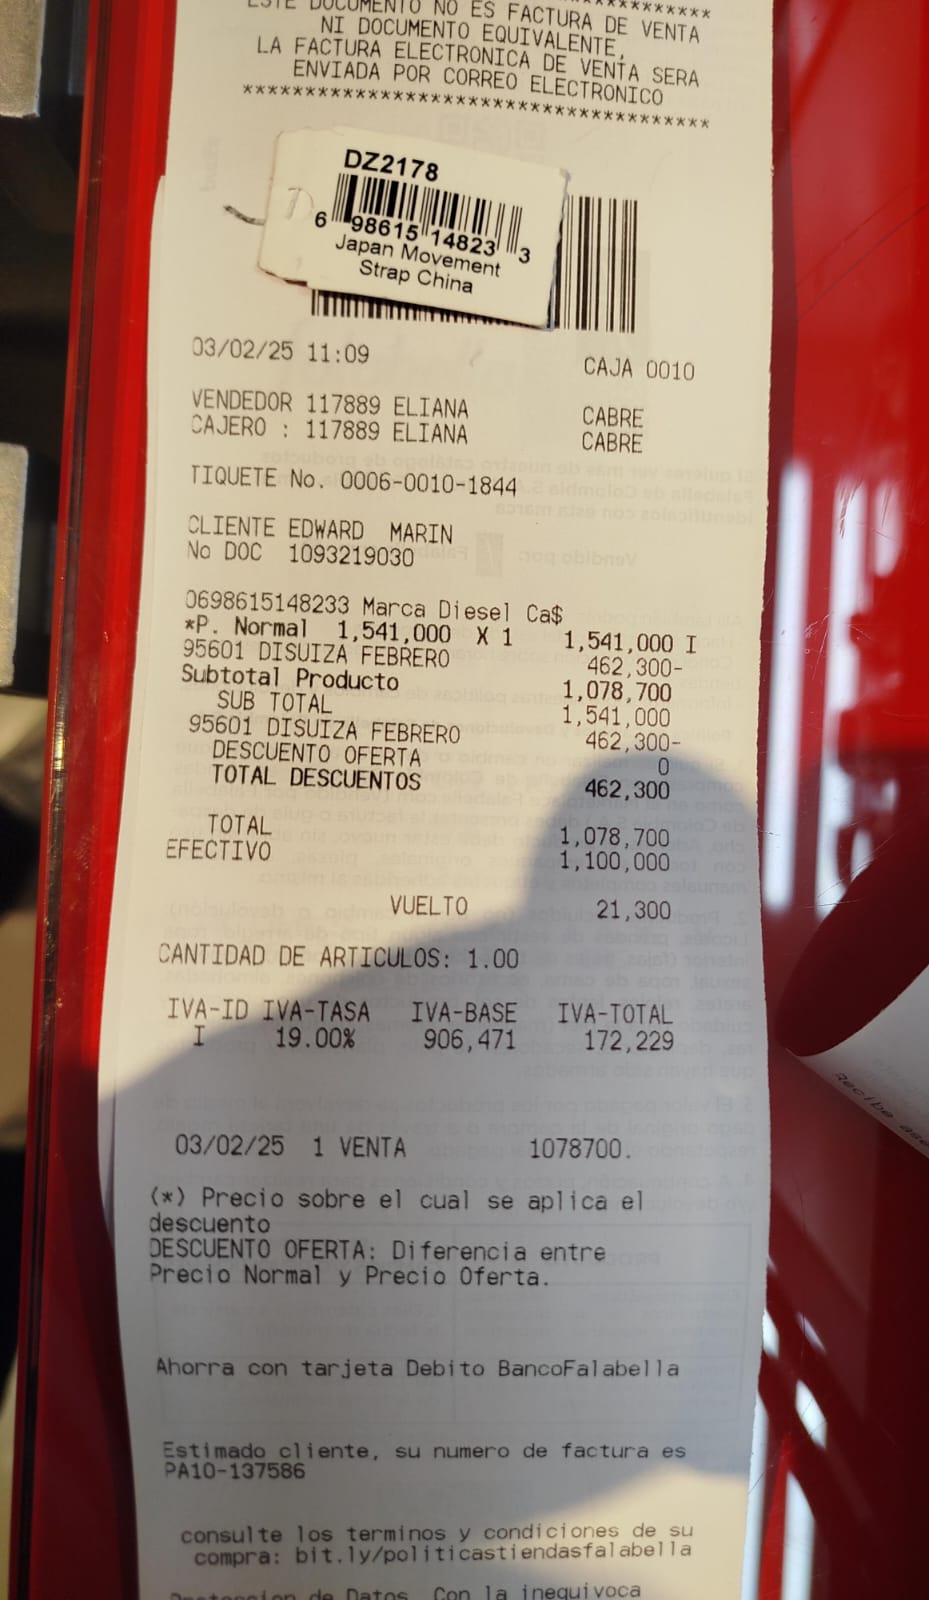 ESTE DOCUMENTO NO ES FACTURA DE VENTA
NI DOCUMENTO EQUIVALENTE,
LA FACTURA ELECTRONICA DE VENTA SERA
ENVIADA POR CORREO ELECTRONICO
*************************************
DZ2178
6 98615 14823 3
Japan Movement
Strap China
03/02/25 11:09 CAJA 0010
VENDEDOR 117889 ELIANA CABRE
CAJERO : 117889 ELIANA CABRE
TIQUETE No. 0006-0010-1844
CLIENTE EDWARD MARIN
No DOC 1093219030
0698615148233 Marca Diesel Ca$
*P. Normal 1,541,000 X 1 1,541,000 I
95601 DISUIZA FEBRERO 462,300-
Subtotal Producto 1,078,700
SUB TOTAL 1,541,000
95601 DISUIZA FEBRERO 462,300-
DESCUENTO OFERTA 0
TOTAL DESCUENTOS 462,300
TOTAL 1,078,700
EFECTIVO 1,100,000
VUELTO 21,300
CANTIDAD DE ARTICULOS: 1.00
IVA-ID IVA-TASA IVA-BASE IVA-TOTAL
I 19.00% 906,471 172,229
03/02/25 1 VENTA 1078700.
(*) Precio sobre el cual se aplica el
descuento
DESCUENTO OFERTA: Diferencia entre
Precio Normal y Precio Oferta.
Ahorra con tarjeta Debito BancoFalabella
Estimado cliente, su numero de factura es
PA10-137586
consulte los terminos y condiciones de su
compra: bit.ly/politicastiendasfalabella
Proteccion de Datos. Con la inequivoca
Recibe